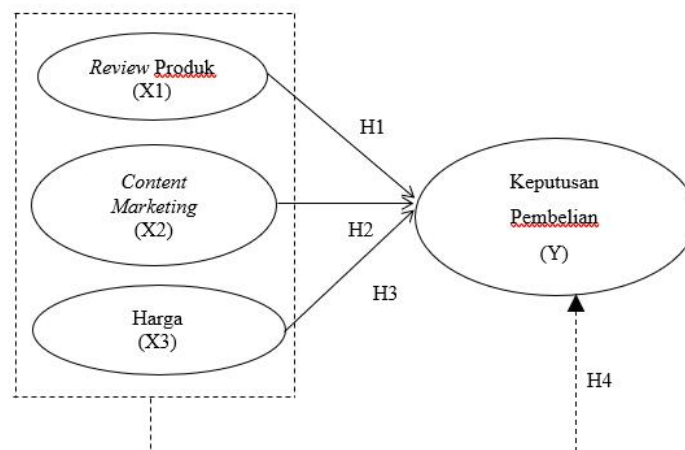 Review Produk
(X1)
H1
Content
Marketing
(X2)
Keputusan
Pembelian
(Y)
H2
H3
Harga
(X3)
H4